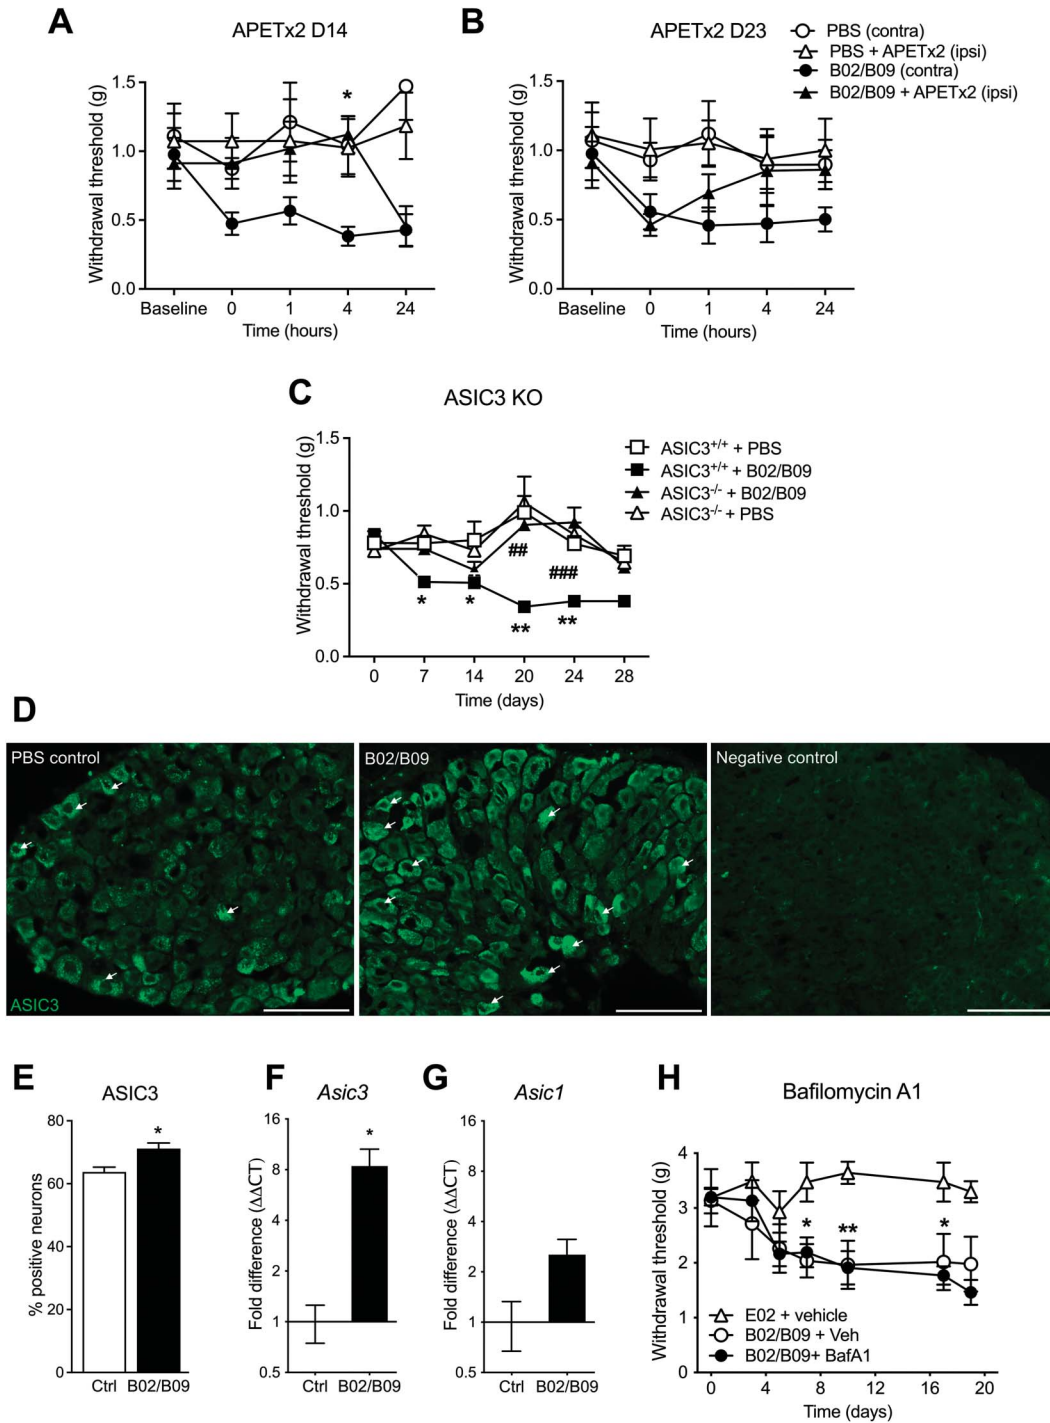 A
APETx2 D14
Withdrawal threshold (g)
1.5
1.0
0.5
0.0
*
Baseline 0 1 4 24
Time (hours)
B
APETx2 D23
PBS (contra)
PBS + APETx2 (ipsi)
B02/B09 (contra)
B02/B09 + APETx2 (ipsi)
Withdrawal threshold (g)
1.5
1.0
0.5
0.0
Baseline 0 1 4 24
Time (hours)
C
ASIC3 KO
Withdrawal threshold (g)
1.5
1.0
0.5
0.0
ASIC3+/+ + PBS
ASIC3+/+ + B02/B09
ASIC3-/- + B02/B09
ASIC3-/- + PBS
##
###
* * ** **
0 7 14 20 24 28
Time (days)
D
PBS control
ASIC3
B02/B09
Negative control
E
ASIC3
% positive neurons
80
60
40
20
0
*
Ctrl B02/B09
F
Asic3
Fold difference (ΔΔCT)
16
8
4
2
1
0.5
*
Ctrl B02/B09
G
Asic1
Fold difference (ΔΔCT)
16
8
4
2
1
0.5
Ctrl B02/B09
H
Bafilomycin A1
Withdrawal threshold (g)
4
3
2
1
0
* ** *
E02 + vehicle
B02/B09 + Veh
B02/B09+ BafA1
0 4 8 12 16 20
Time (days)